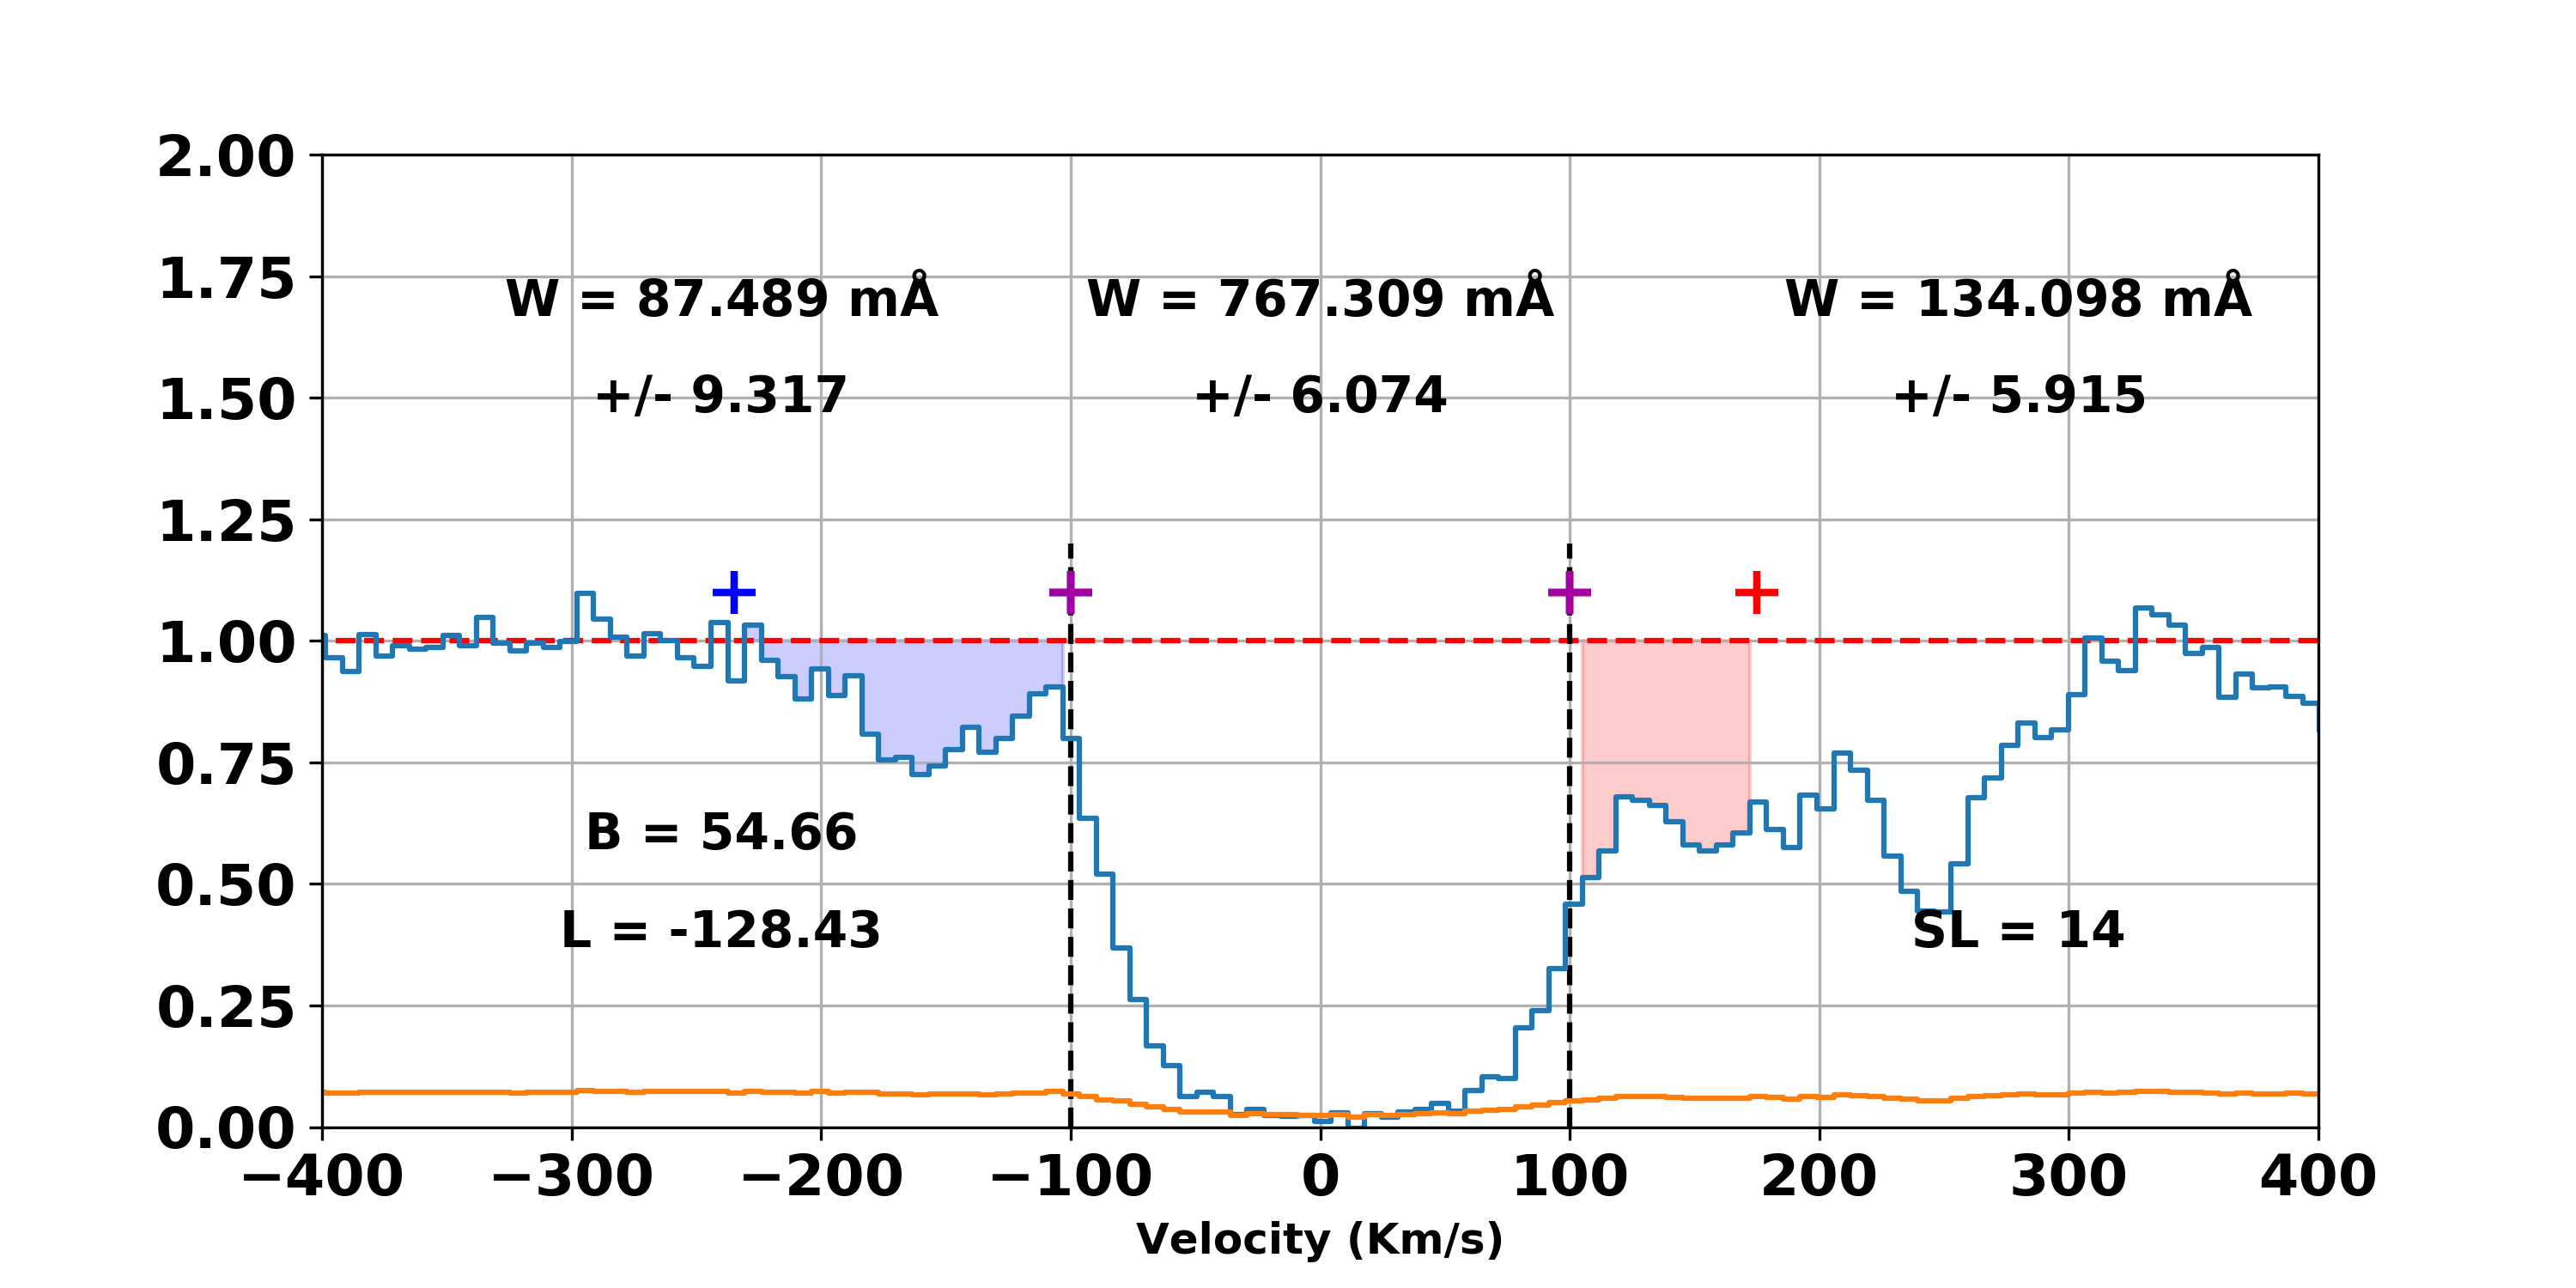 2.00
1.75
W = 87.489 mÅ W = 767.309 mÅ W = 134.098 mÅ
1.50
+/- 9.317 +/- 6.074 +/- 5.915
1.25
1.00
0.75
B = 54.66
0.50
L = -128.43 SL = 14
0.25
0.00
−400 −300 −200 −100 0 100 200 300 400
Velocity (Km/s)